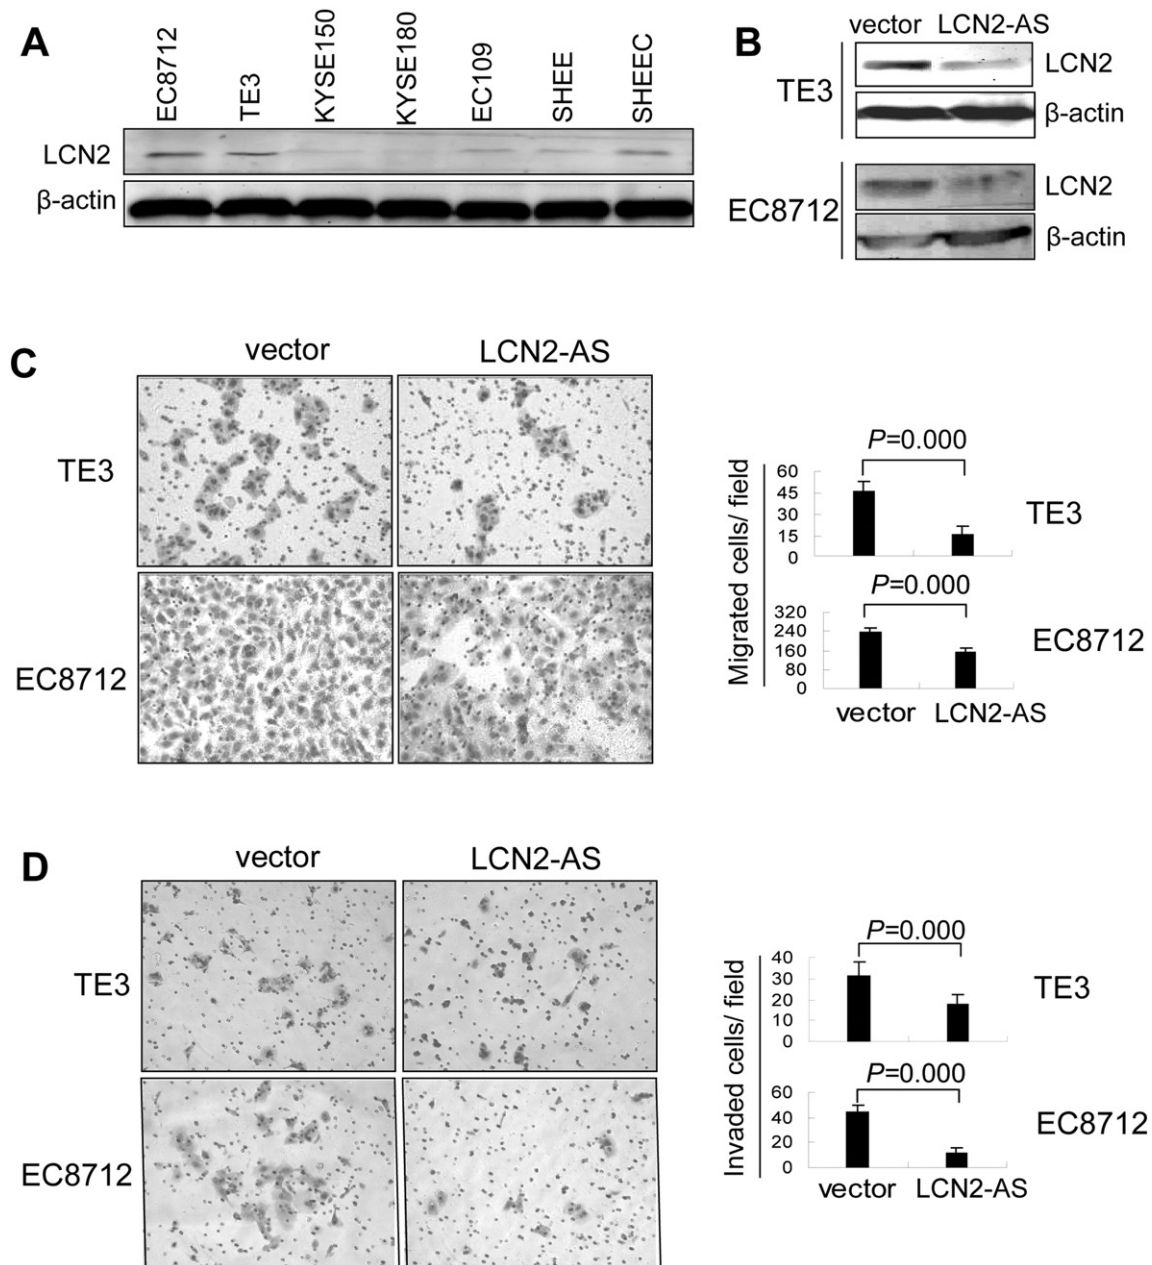 A
EC8712
TE3
KYSE150
KYSE180
EC109
SHEE
SHEEC
LCN2
β-actin
B
vector LCN2-AS
TE3
LCN2
β-actin
EC8712
LCN2
β-actin
C
vector LCN2-AS
TE3
EC8712
Migrated cells/ field
P=0.000
60
45
30
15
0
TE3
P=0.000
320
240
160
80
0
EC8712
vector LCN2-AS
D
vector LCN2-AS
TE3
EC8712
Invaded cells/ field
P=0.000
40
30
20
10
0
TE3
P=0.000
60
40
20
0
EC8712
vector LCN2-AS